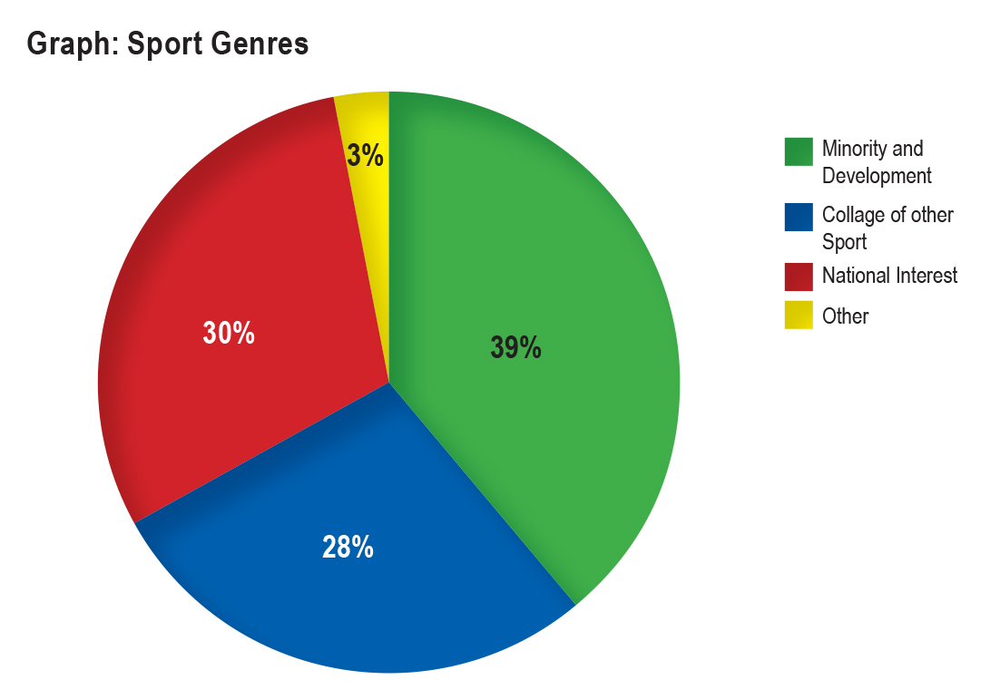 Graph: Sport Genres
3%
30%
39%
28%
Minority and
Development
Collage of other
Sport
National Interest
Other